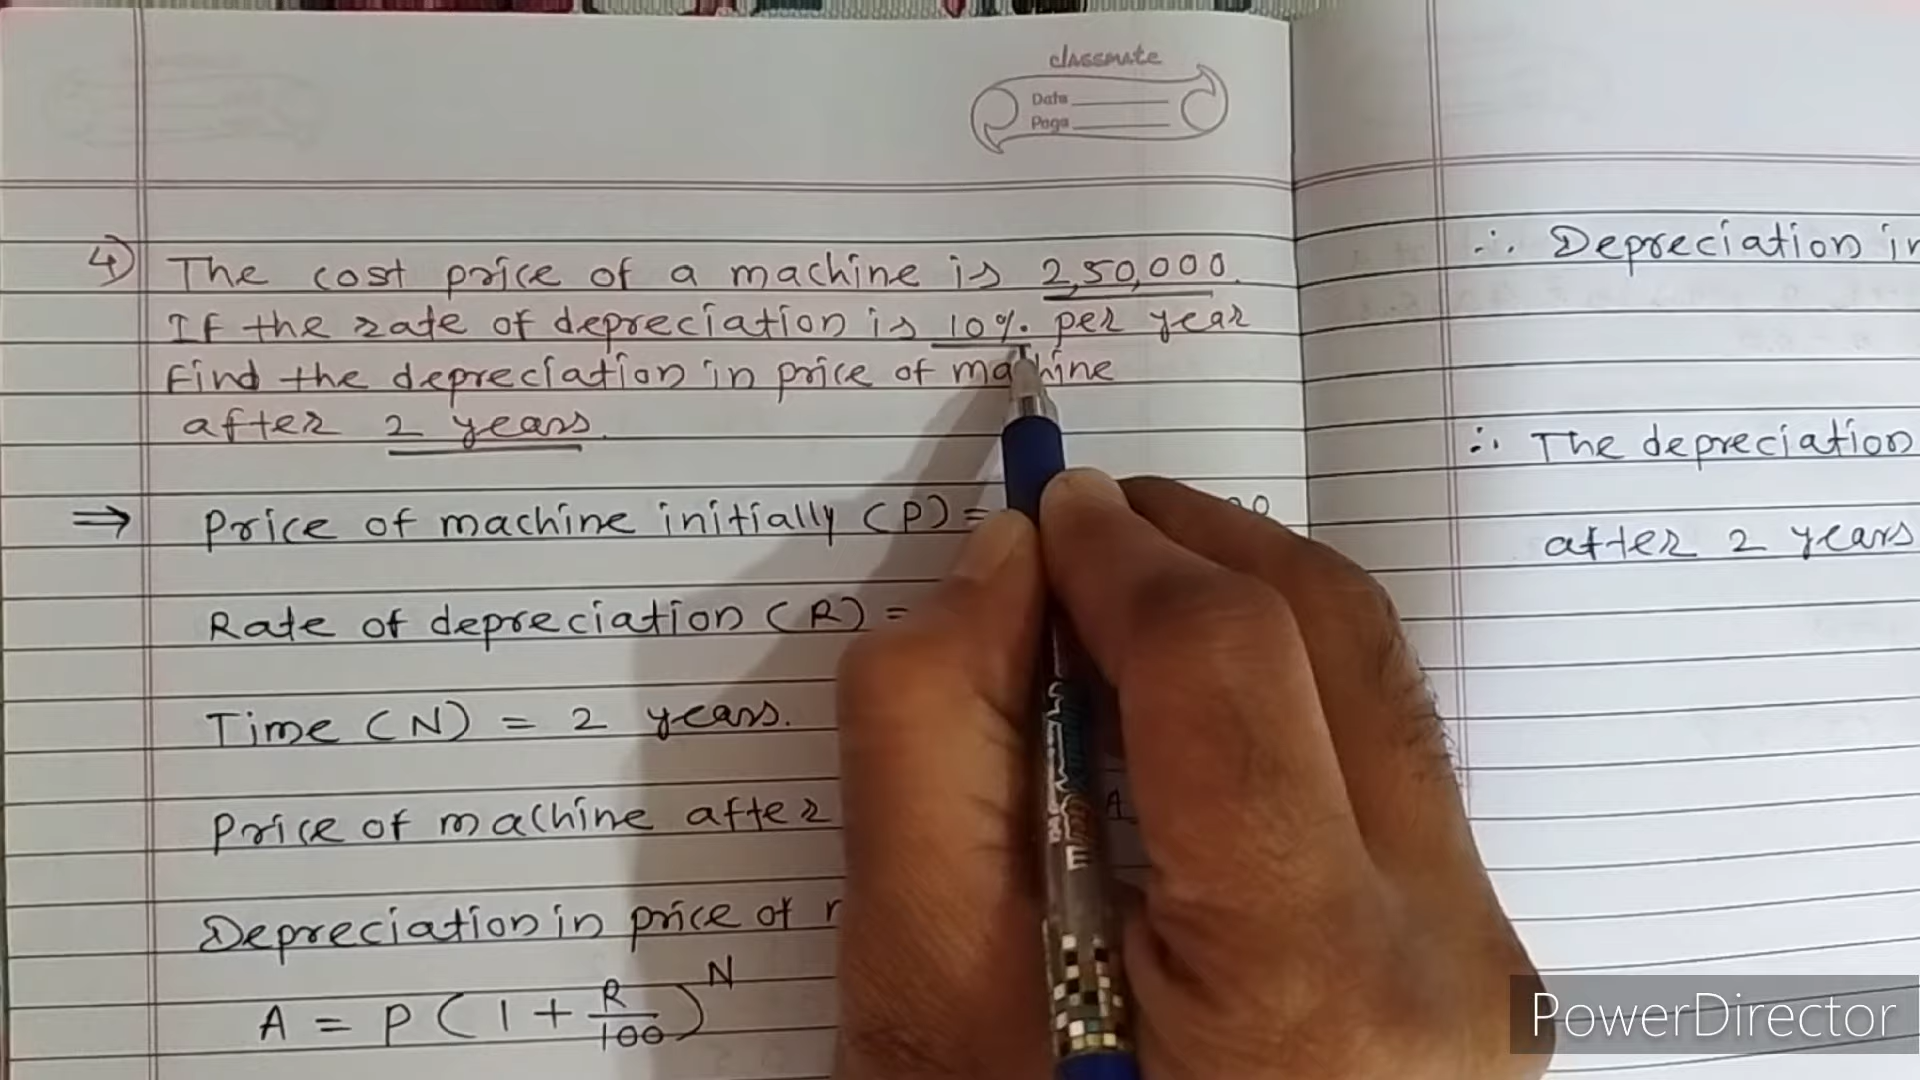 classmate
Date
Page
4) The cost price of a machine is 2,50,000.
If the rate of depreciation is 10% per year
Find the depreciation in price of machine
after 2 years.
⇒ Price of machine initially (P) =
Rate of depreciation (R) =
Time (N) = 2 years.
Price of machine after A
Depreciation in price of
A = P ( 1 + R/100 )^N
∴ Depreciation in
∴ The depreciation
after 2 years
PowerDirector